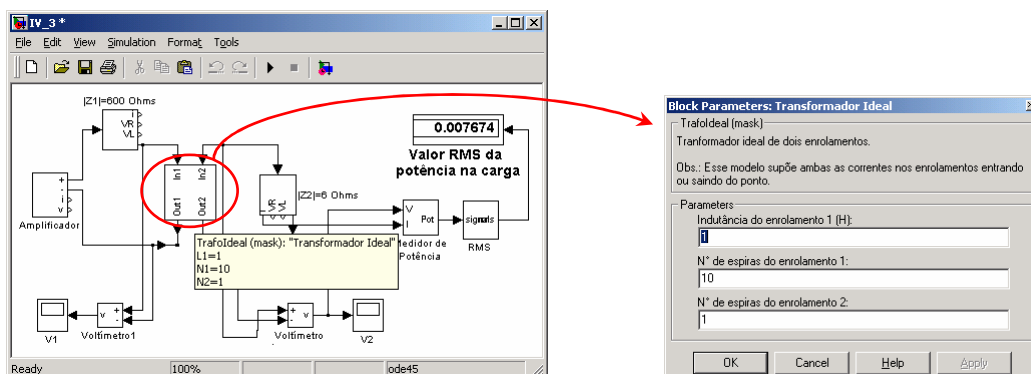 IV_3 *
File Edit View Simulation Format Tools
|Z1|=600 Ohms
i
VR
VL
0.007674
Valor RMS da
potência na carga
In1
In2
Out1
Out2
+
-
i
v
Amplificador
VR
VL
|Z2|=6 Ohms
V
I
Pot
Medidor de
Potência
RMS
TrafoIdeal (mask): "Transformador Ideal"
L1=1
N1=10
N2=1
V1
v
+
-
Voltímetro1
+
-
v
Voltímetro
V2
Ready
100%
ode45
Block Parameters: Transformador Ideal
TrafoIdeal (mask)
Tranformador ideal de dois enrolamentos.
Obs.: Esse modelo supõe ambas as correntes nos enrolamentos entrando
ou saindo do ponto.
Parameters
Indutância do enrolamento 1 (H):
1
N° de espiras do enrolamento 1:
10
N° de espiras do enrolamento 2:
1
OK
Cancel
Help
Apply